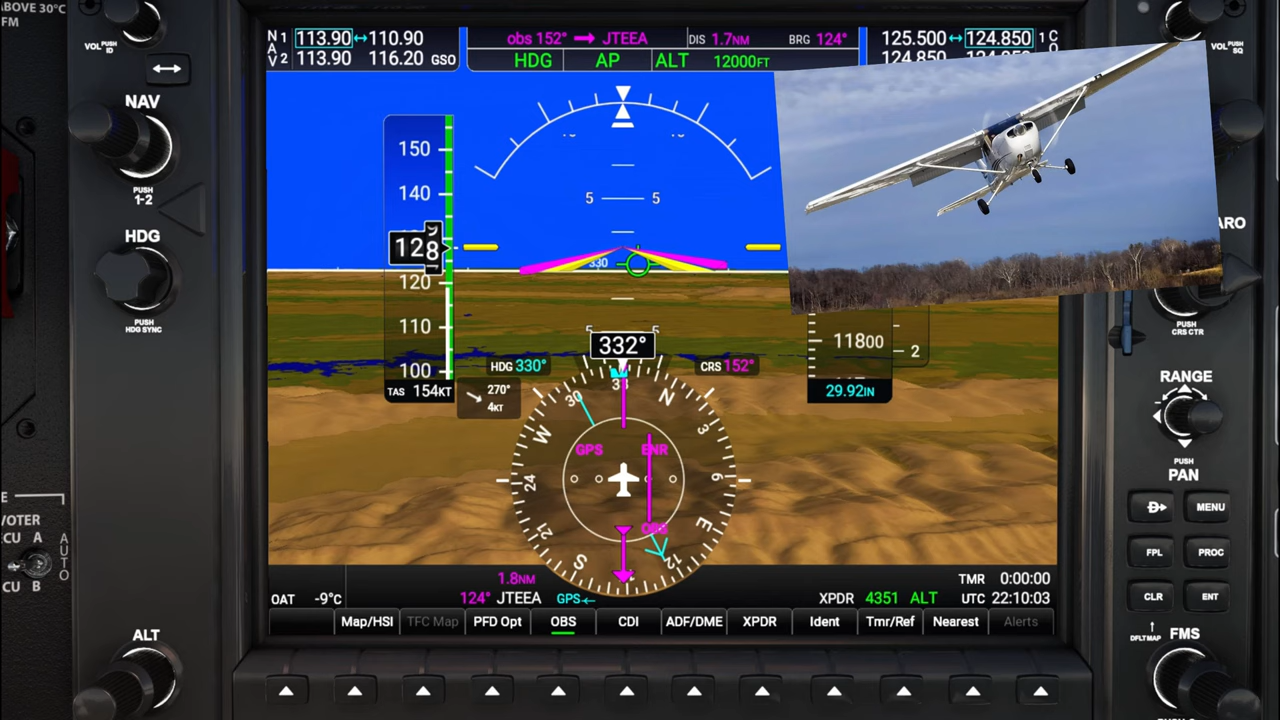 ABOVE 30°C
FM
VOL PUSH ID
NAV
PUSH
1-2
HDG
PUSH
HDG SYNC
/OTER
CU A
CU B
AUTO
ALT
NAV
1 113.90↔110.90
2 113.90 116.20 GSO
obs 152° → JTEEA DIS 1.7NM BRG 124°
HDG AP ALT 12000FT
125.500↔124.850 1 C
124.850
150
140
128
120
110
100
TAS 154KT
5 5
330
5 5
11800
2
29.92IN
332°
HDG 330°
CRS 152°
270°
4KT
N
3
6
E
12
S
21
24
W
30
GPS ENR
OBS
1.8NM
124° JTEEA GPS←
OAT -9°C
XPDR 4351 ALT
TMR 0:00:00
UTC 22:10:03
Map/HSI TFC Map PFD Opt OBS CDI ADF/DME XPDR Ident Tmr/Ref Nearest Alerts
VOL PUSH SQ
ARO
PUSH
CRS CTR
RANGE
PUSH
PAN
D MENU
FPL PROC
CLR ENT
DFLT MAP FMS